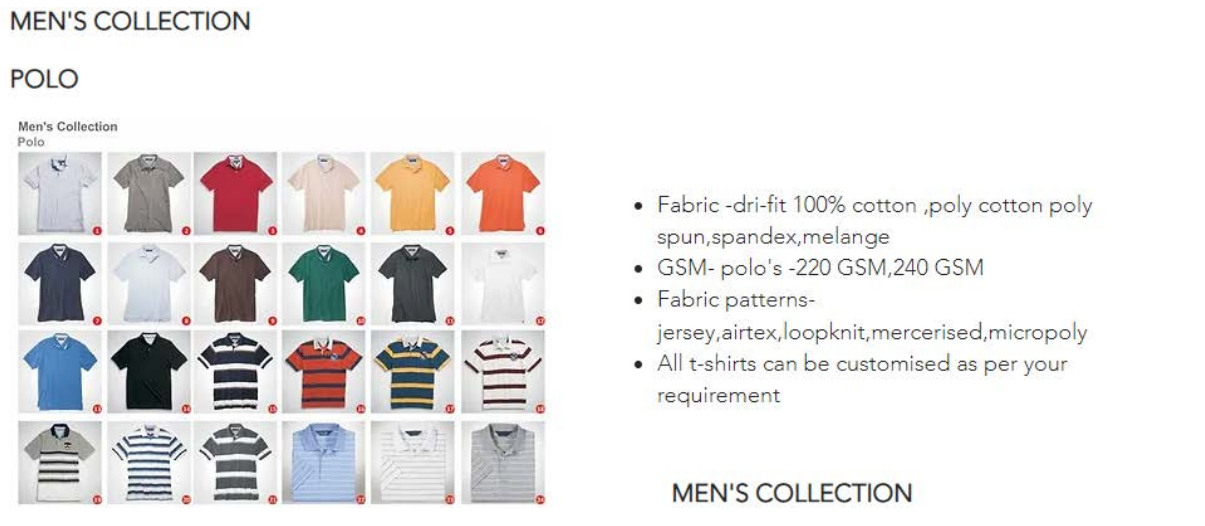 MEN'S COLLECTION
POLO
Men's Collection
Polo
1 2 3 4 5 6
7 8 9 10 11 12
13 14 15 16 17 18
19 20 21 22 23 24
• Fabric -dri-fit 100% cotton ,poly cotton poly
spun,spandex,melange
• GSM- polo's -220 GSM,240 GSM
• Fabric patterns-
jersey,airtex,loopknit,mercerised,micropoly
• All t-shirts can be customised as per your
requirement
MEN'S COLLECTION